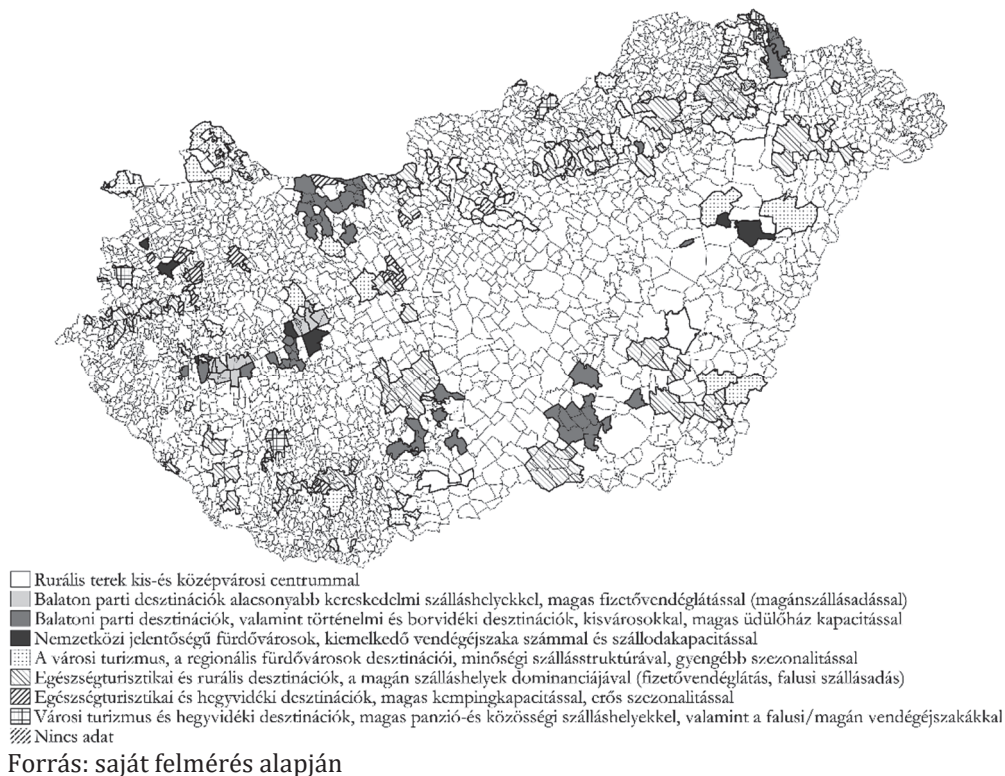 Rurális terek kis-és középvárosi centrummal
Balaton parti desztinációk alacsonyabb kereskedelmi szálláshelyekkel, magas fizetővendéglátással (magánszállásadással)
Balatoni parti desztinációk, valamint történelmi és borvidéki desztinációk, kisvárosokkal, magas üdülőház kapacitással
Nemzetközi jelentőségű fürdővárosok, kiemelkedő vendégéjszaka számmal és szállodakapacitással
A városi turizmus, a regionális fürdővárosok desztinációi, minőségi szállásstruktúrával, gyengébb szezonalitással
Egészségturisztikai és rurális desztinációk, a magán szálláshelyek dominanciájával (fizetővendéglátás, falusi szállásadás)
Egészségturisztikai és hegyvidéki desztinációk, magas kempingkapacitással, erős szezonalitással
Városi turizmus és hegyvidéki desztinációk, magas panzió-és közösségi szálláshelyekkel, valamint a falusi/magán vendégéjszakákkal
Nincs adat
Forrás: saját felmérés alapján